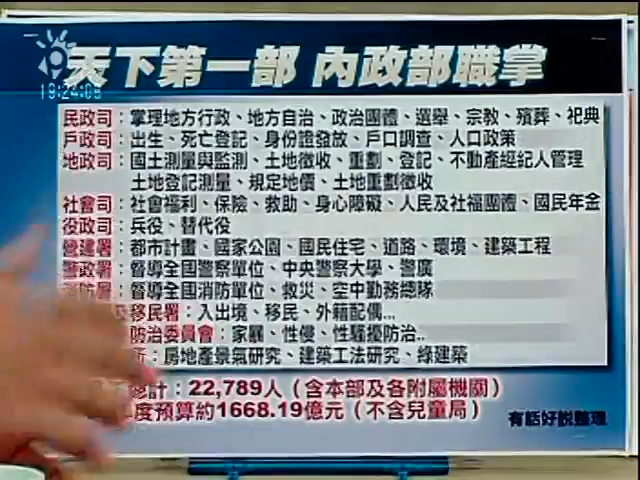 天下第一部 內政部職掌
19:24:08
民政司：掌理地方行政、地方自治、政治團體、選舉、宗教、殯葬、祀典
戶政司：出生、死亡登記、身份證發放、戶口調查、人口政策
地政司：國土測量與監測、土地徵收、重劃、登記、不動產經紀人管理
土地登記測量、規定地價、土地重劃徵收
社會司：社會福利、保險、救助、身心障礙、人民及社福團體、國民年金
役政司：兵役、替代役
營建署：都市計畫、國家公園、國民住宅、道路、環境、建築工程
警政署：督導全國警察單位、中央警察大學、警廣
消防署：督導全國消防單位、救災、空中勤務總隊
及移民署：入出境、移民、外籍配偶...
防治委員會：家暴、性侵、性騷擾防治..
所：房地產景氣研究、建築工法研究、綠建築
總計：22,789人（含本部及各附屬機關）
年度預算約1668.19億元（不含兒童局）
有話好說整理